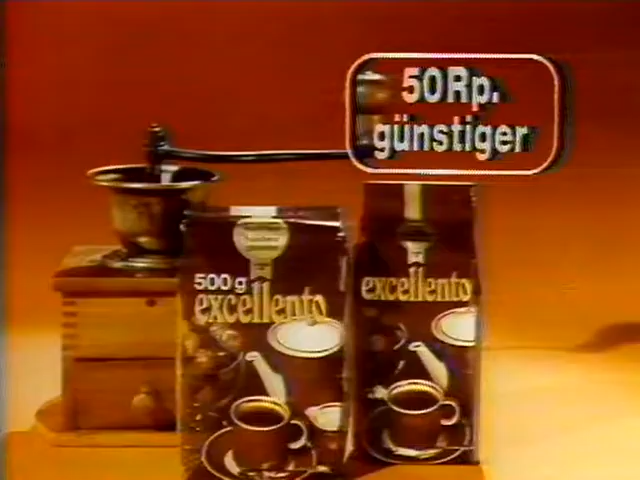 50Rp.
günstiger
500 g
excellento
excellento